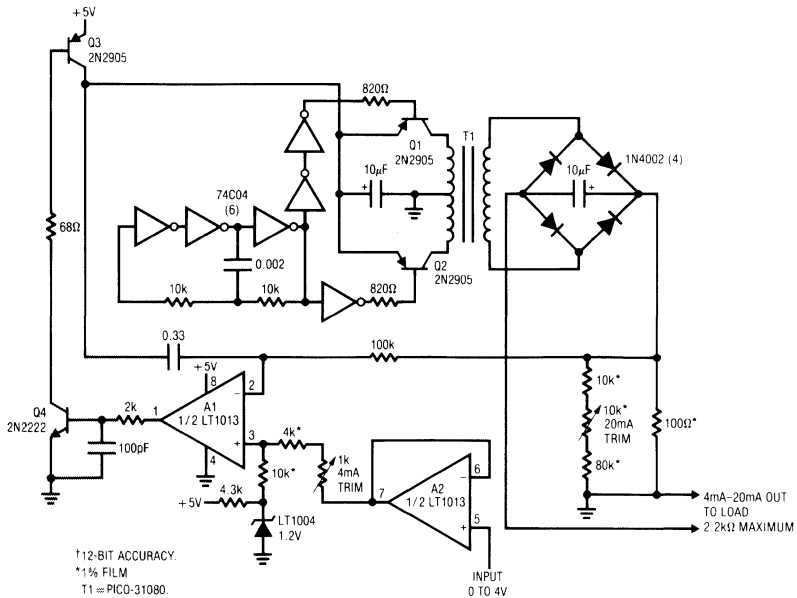 +5V
Q3
2N2905
820Ω
Q1
2N2905
T1
1N4002 (4)
10μF
+
10μF
+
74C04
(6)
68Ω
0.002
Q2
2N2905
10k
10k
820Ω
0.33
100k
+5V
8
2
−
A1
1/2 LT1013
1
2k
Q4
2N2222
100pF
+
3
4
4k*
10k*
1k
4mA
TRIM
4.3k
+5V
LT1004
1.2V
6
−
A2
1/2 LT1013
7
+
5
INPUT
0 TO 4V
10k*
10k*
20mA
TRIM
80k*
100Ω*
4mA–20mA OUT
TO LOAD
2.2kΩ MAXIMUM
†12-BIT ACCURACY.
*1% FILM
T1 = PICO-31080.